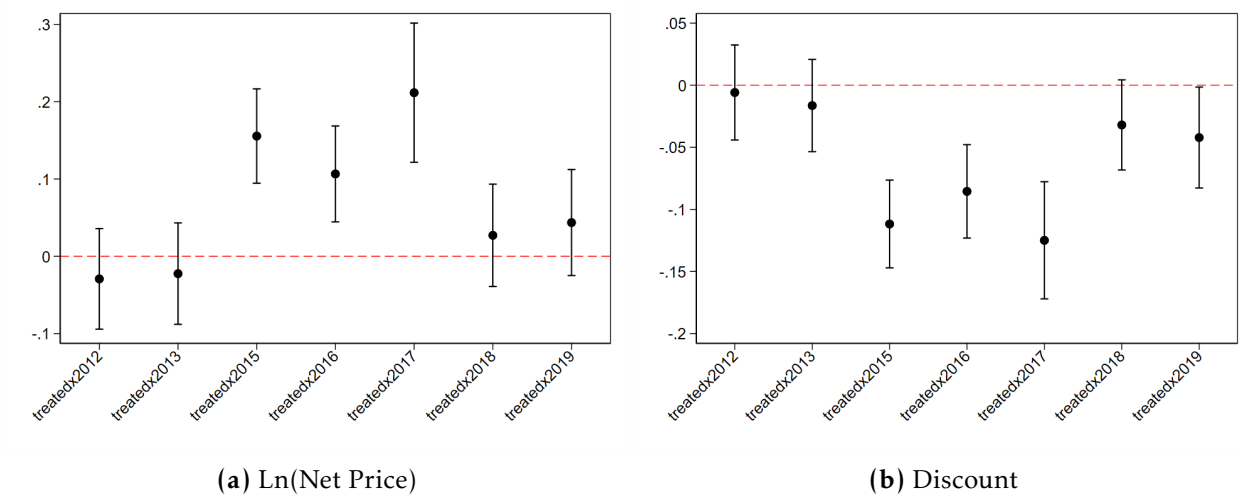 .3
.2
.1
0
-.1
treatedx2012
treatedx2013
treatedx2015
treatedx2016
treatedx2017
treatedx2018
treatedx2019
(a) Ln(Net Price)
.05
0
-.05
-.1
-.15
-.2
treatedx2012
treatedx2013
treatedx2015
treatedx2016
treatedx2017
treatedx2018
treatedx2019
(b) Discount